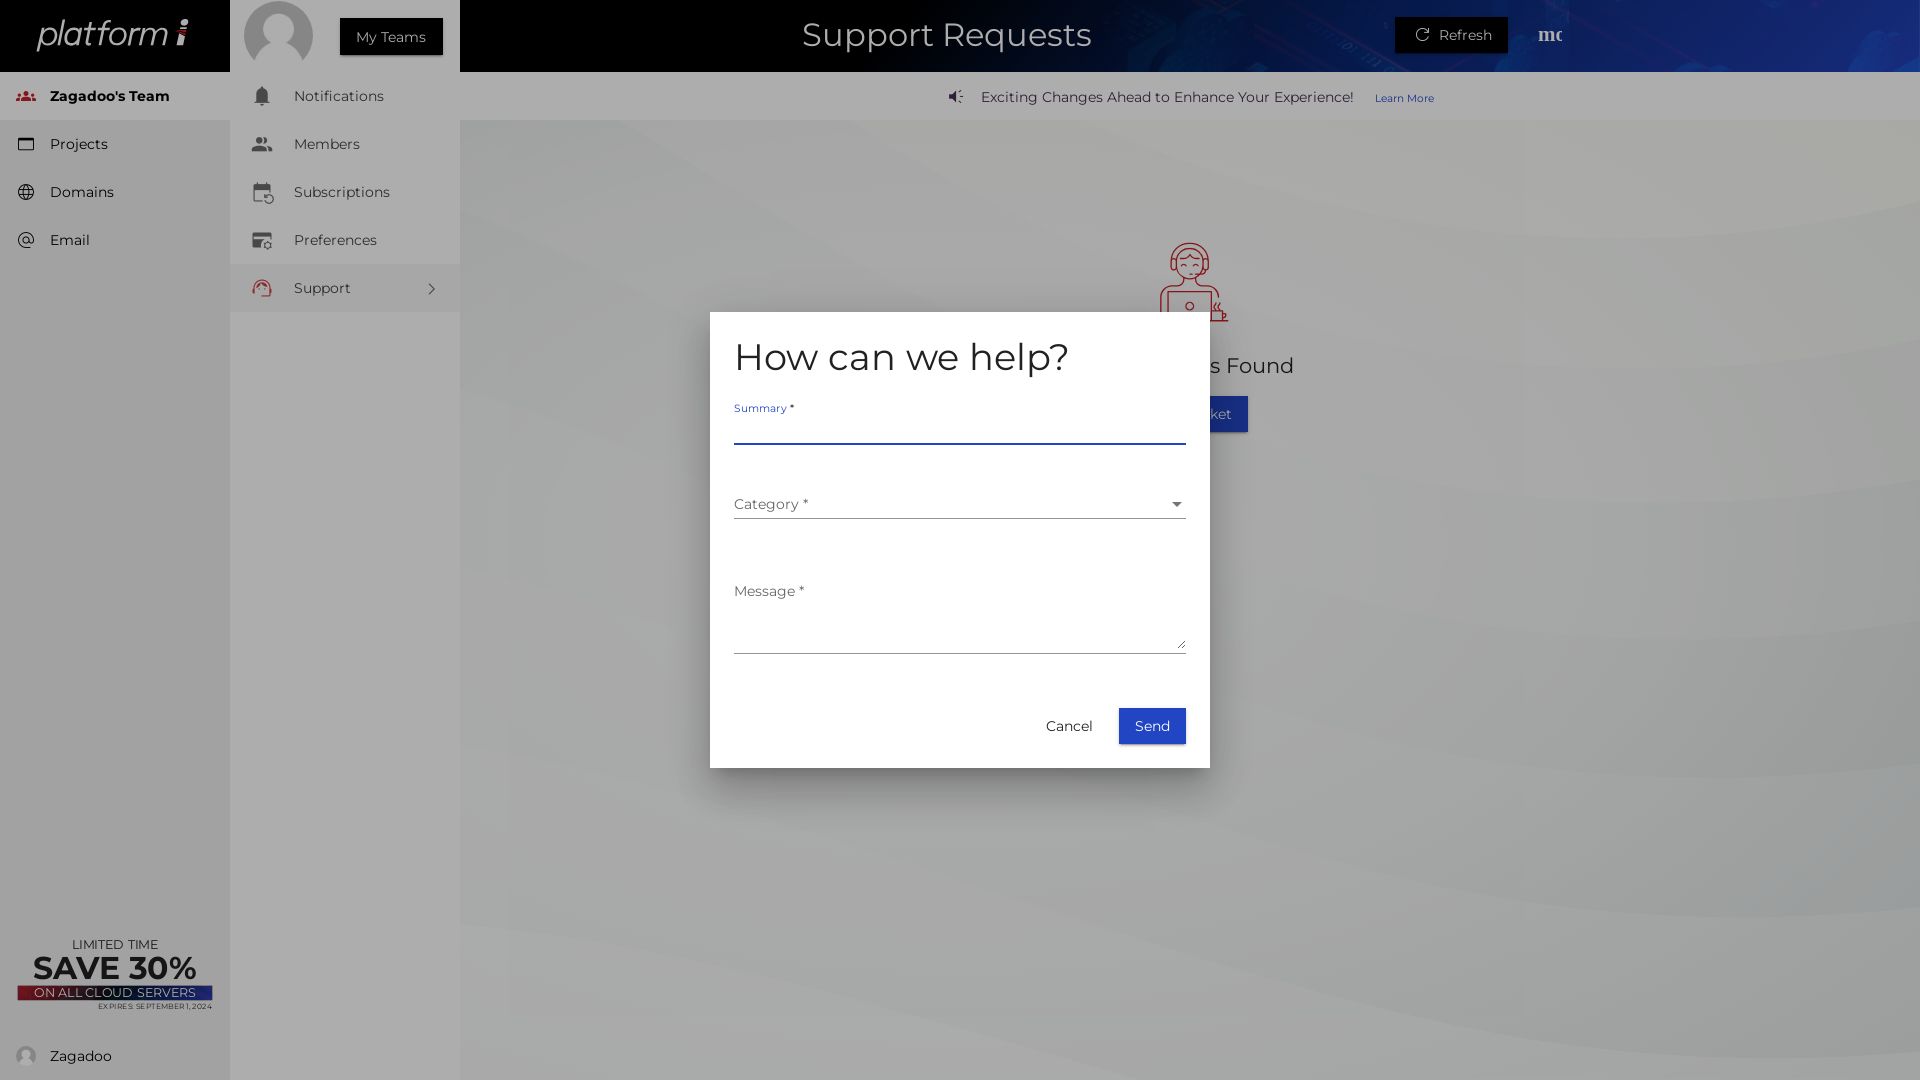 platform i
My Teams
Support Requests
Refresh
mo
Zagadoo's Team
Projects
Domains
Email
Notifications
Members
Subscriptions
Preferences
Support
Exciting Changes Ahead to Enhance Your Experience! Learn More
s Found
ket
How can we help?
Summary *
Category *
Message *
Cancel
Send
LIMITED TIME
SAVE 30%
ON ALL CLOUD SERVERS
EXPIRES: SEPTEMBER 1, 2024
Zagadoo